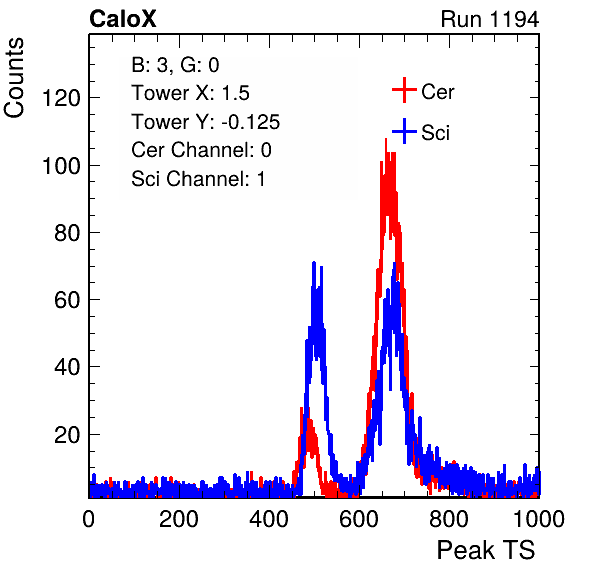 CaloX Run 1194
Counts
B: 3, G: 0
Tower X: 1.5
Tower Y: -0.125
Cer Channel: 0
Sci Channel: 1
Cer
Sci
120
100
80
60
40
20
0 200 400 600 800 1000
Peak TS